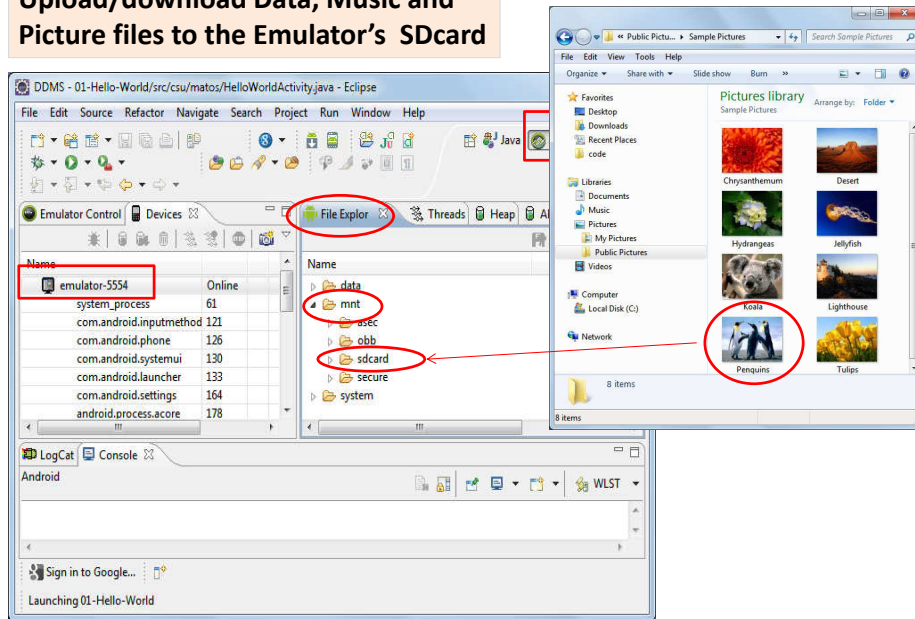 Upload/download Data, Music and
Picture files to the Emulator's SDcard
DDMS - 01-Hello-World/src/csu/matos/HelloWorldActivity.java - Eclipse
File Edit Source Refactor Navigate Search Project Run Window Help
Java
Emulator Control Devices
Name
emulator-5554 Online
system_process 61
com.android.inputmethod 121
com.android.phone 126
com.android.systemui 130
com.android.launcher 133
com.android.settings 164
android.process.acore 178
File Explor Threads Heap
Name
data
mnt
asec
obb
sdcard
secure
system
LogCat Console
Android
WLST
Sign in to Google...
Launching 01-Hello-World
« Public Pictu... Sample Pictures Search Sample Pictures
File Edit View Tools Help
Organize Share with Slide show Burn »
Favorites
Desktop
Downloads
Recent Places
code
Libraries
Documents
Music
Pictures
My Pictures
Public Pictures
Videos
Computer
Local Disk (C:)
Network
Pictures library
Sample Pictures
Arrange by: Folder
Chrysanthemum Desert
Hydrangeas Jellyfish
Koala Lighthouse
Penguins Tulips
8 items
8 items